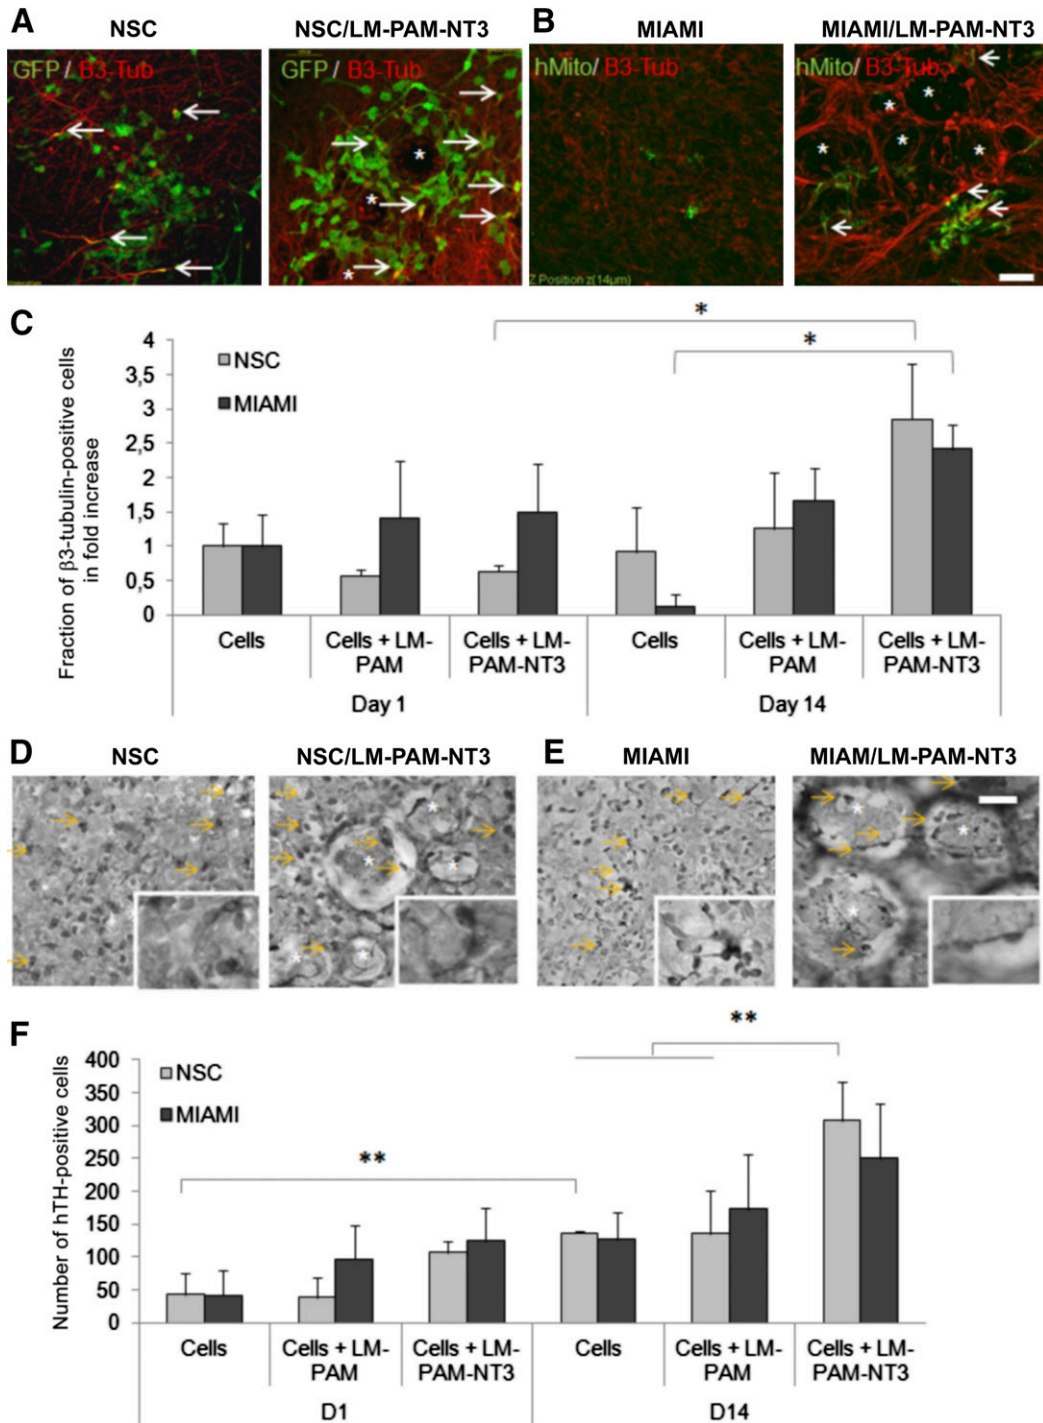 A NSC NSC/LM-PAM-NT3 B MIAMI MIAMI/LM-PAM-NT3
GFP / B3-Tub GFP / B3-Tub hMito/ B3-Tub hMito/ B3-Tub
* * * * * * * *
Z Position z(14µm)
C
Fraction of β3-tubulin-positive cells
in fold increase
4
3,5
3
2,5
2
1,5
1
0,5
0
NSC
MIAMI
*
*
Cells Cells + LM- Cells + LM- Cells Cells + LM- Cells + LM-
PAM PAM-NT3 PAM PAM-NT3
Day 1 Day 14
D NSC NSC/LM-PAM-NT3 E MIAMI MIAM/LM-PAM-NT3
* * * * * * * *
F
Number of hTH-positive cells
400
350
300
250
200
150
100
50
0
NSC
MIAMI
**
**
Cells Cells + LM- Cells + LM- Cells Cells + LM- Cells + LM-
PAM PAM-NT3 PAM PAM-NT3
D1 D14